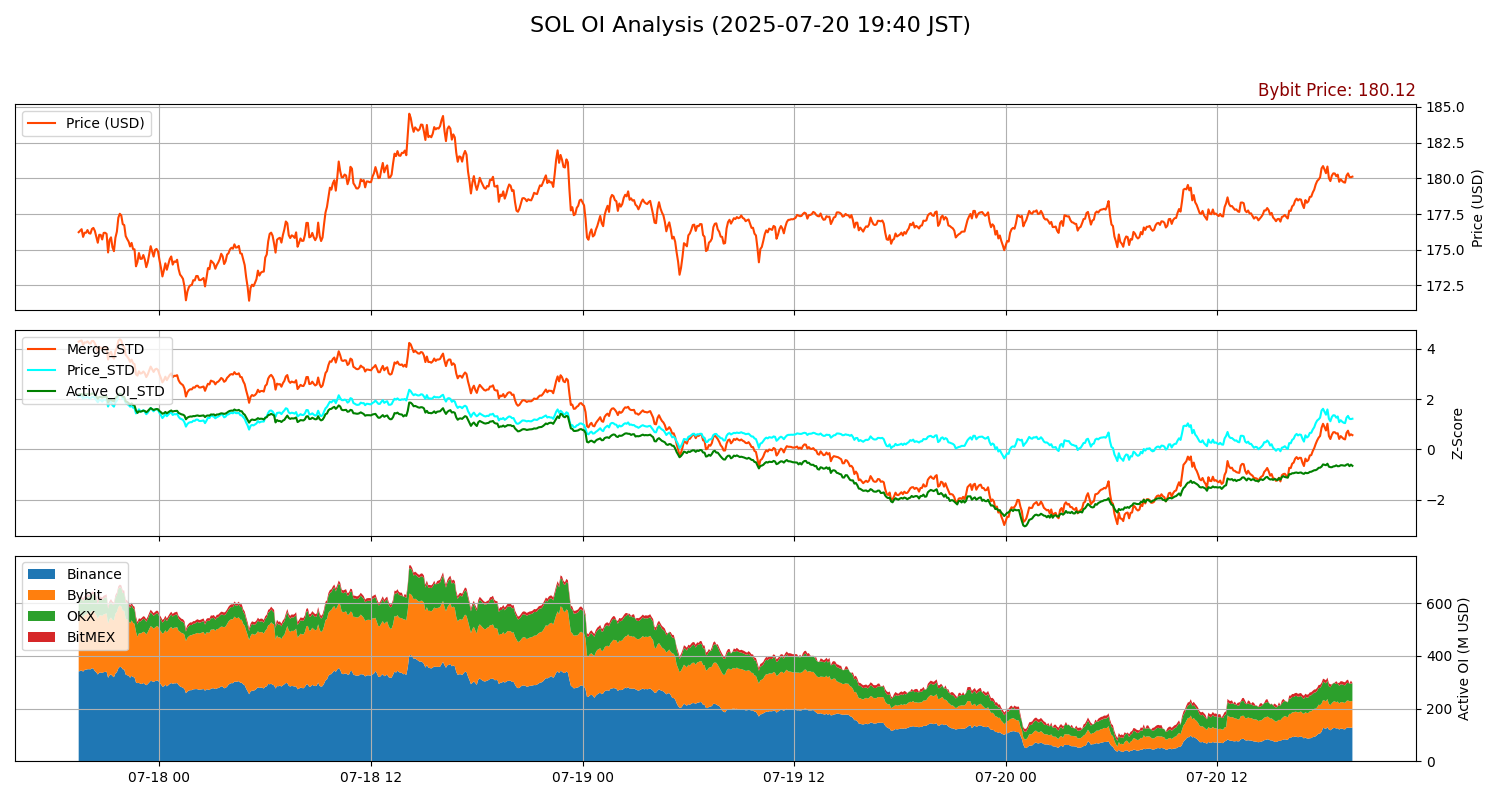 SOL OI Analysis (2025-07-20 19:40 JST)
Bybit Price: 180.12
Price (USD)
185.0
182.5
180.0
177.5
175.0
172.5
Price (USD)
Merge_STD
Price_STD
Active_OI_STD
4
2
0
−2
Z-Score
Binance
Bybit
OKX
BitMEX
600
400
200
0
Active OI (M USD)
07-18 00
07-18 12
07-19 00
07-19 12
07-20 00
07-20 12